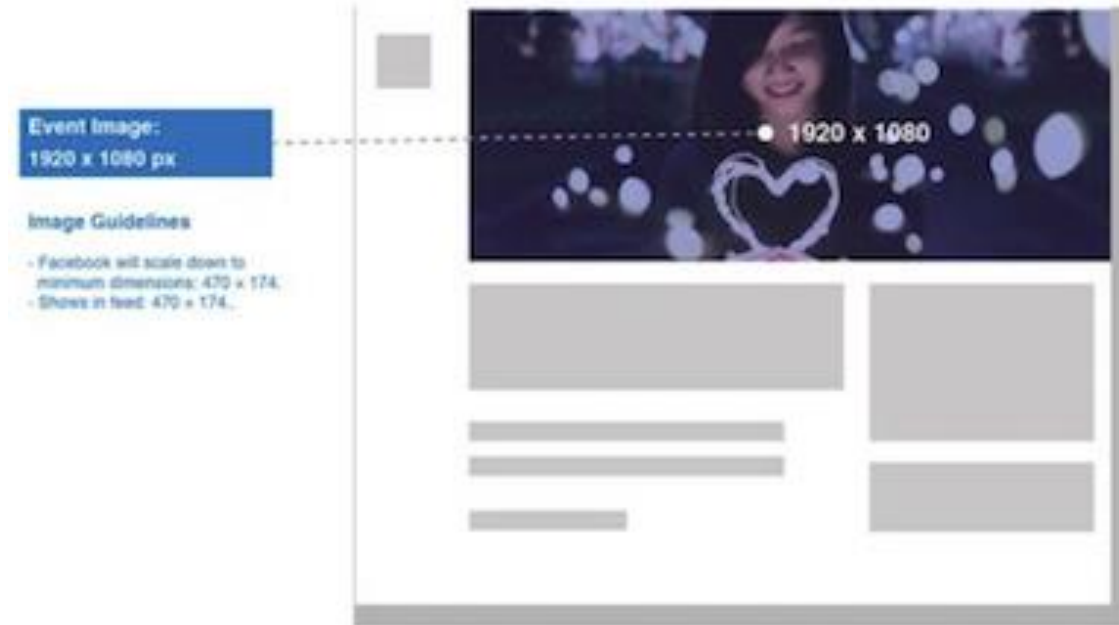 Event Image:
1920 x 1080 px
1920 x 1080
Image Guidelines
- Facebook will scale down to
minimum dimensions: 470 × 174.
- Shows in feed: 470 × 174..